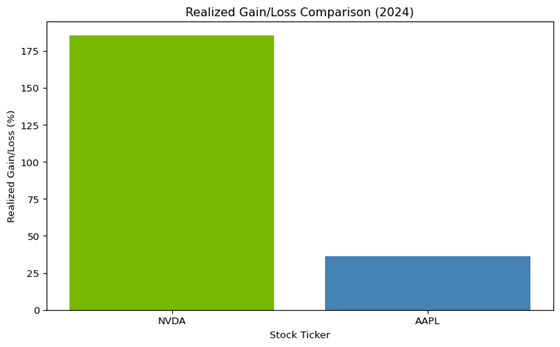 Realized Gain/Loss Comparison (2024)
Realized Gain/Loss (%)
175
150
125
100
75
50
25
0
NVDA AAPL
Stock Ticker